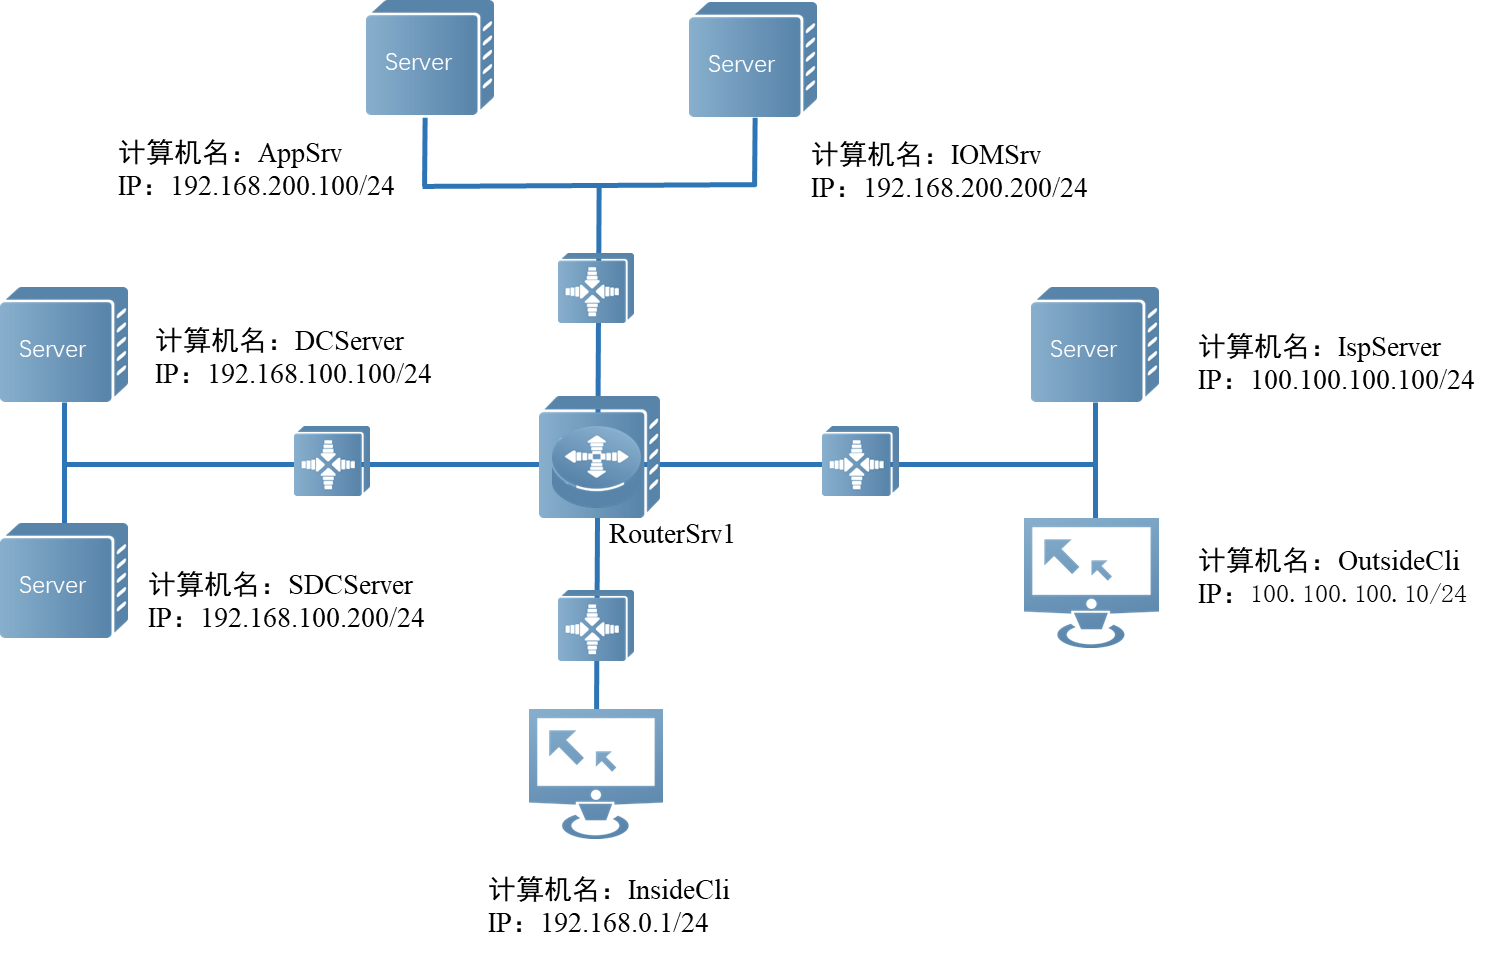 Server
Server
计算机名：AppSrv
IP：192.168.200.100/24
计算机名：IOMSrv
IP：192.168.200.200/24
Server
计算机名：DCServer
IP：192.168.100.100/24
Server
计算机名：IspServer
IP：100.100.100.100/24
RouterSrv1
Server
计算机名：SDCServer
IP：192.168.100.200/24
计算机名：OutsideCli
IP：100.100.100.10/24
计算机名：InsideCli
IP：192.168.0.1/24